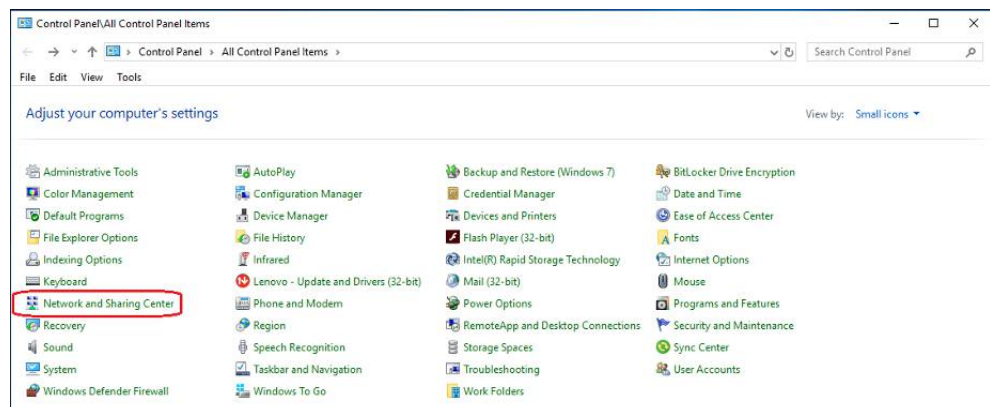 Control Panel\All Control Panel Items
Control Panel > All Control Panel Items >
Search Control Panel
File Edit View Tools
Adjust your computer's settings
View by: Small icons
Administrative Tools AutoPlay Backup and Restore (Windows 7) BitLocker Drive Encryption
Color Management Configuration Manager Credential Manager Date and Time
Default Programs Device Manager Devices and Printers Ease of Access Center
File Explorer Options File History Flash Player (32-bit) Fonts
Indexing Options Infrared Intel(R) Rapid Storage Technology Internet Options
Keyboard Lenovo - Update and Drivers (32-bit) Mail (32-bit) Mouse
Network and Sharing Center Phone and Modem Power Options Programs and Features
Recovery Region RemoteApp and Desktop Connections Security and Maintenance
Sound Speech Recognition Storage Spaces Sync Center
System Taskbar and Navigation Troubleshooting User Accounts
Windows Defender Firewall Windows To Go Work Folders